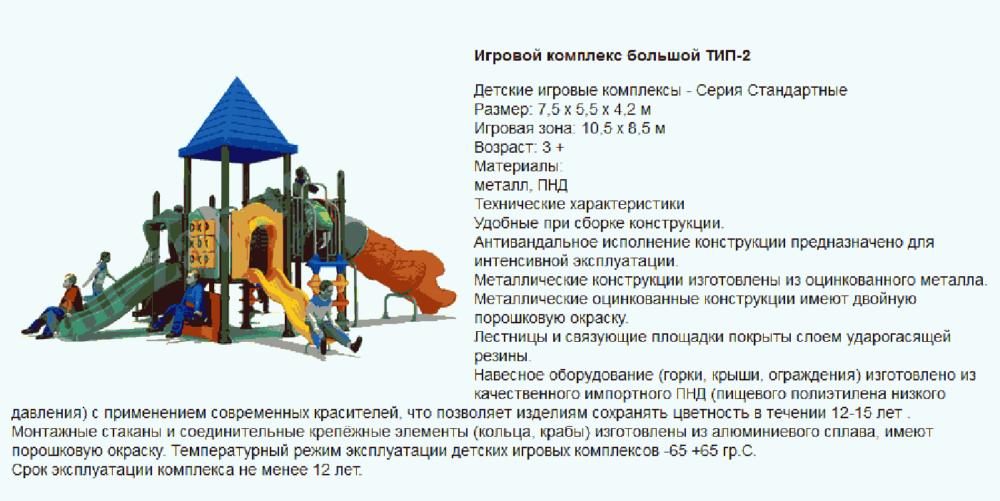 Игровой комплекс большой ТИП-2
Детские игровые комплексы - Серия Стандартные
Размер: 7,5 х 5,5 х 4,2 м
Игровая зона: 10,5 х 8,5 м
Возраст: 3 +
Материалы:
металл, ПНД
Технические характеристики
Удобные при сборке конструкции.
Антивандальное исполнение конструкции предназначено для
интенсивной эксплуатации.
Металлические конструкции изготовлены из оцинкованного металла.
Металлические оцинкованные конструкции имеют двойную
порошковую окраску.
Лестницы и связующие площадки покрыты слоем ударогасящей
резины.
Навесное оборудование (горки, крыши, ограждения) изготовлено из
качественного импортного ПНД (пищевого полиэтилена низкого
давления) с применением современных красителей, что позволяет изделиям сохранять цветность в течении 12-15 лет .
Монтажные стаканы и соединительные крепёжные элементы (кольца, крабы) изготовлены из алюминиевого сплава, имеют
порошковую окраску. Температурный режим эксплуатации детских игровых комплексов -65 +65 гр.С.
Срок эксплуатации комплекса не менее 12 лет.